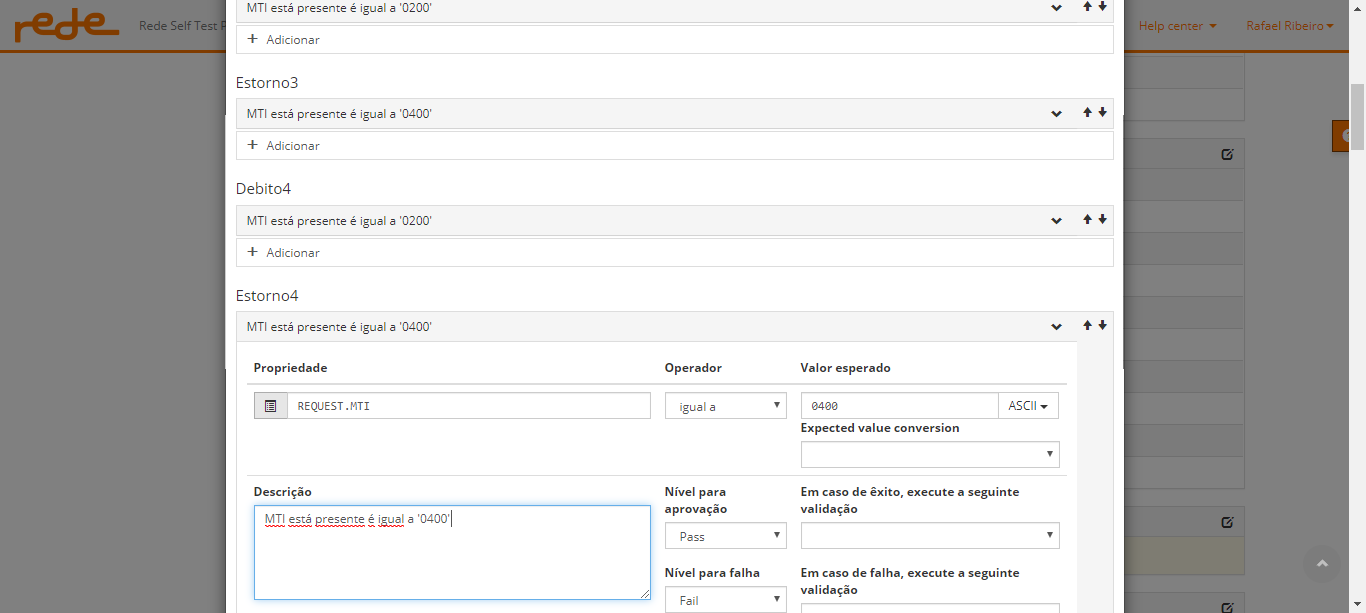 MTI está presente é igual a '0200'
rede
Rede Self Test
Help center
Rafael Ribeiro
+ Adicionar
Estorno3
MTI está presente é igual a '0400'
+ Adicionar
Debito4
MTI está presente é igual a '0200'
+ Adicionar
Estorno4
MTI está presente é igual a '0400'
Propriedade Operador Valor esperado
REQUEST.MTI igual a 0400 ASCII
Expected value conversion
Descrição
MTI está presente é igual a '0400'
Nível para
aprovação
Pass
Em caso de êxito, execute a seguinte
validação
Nível para falha
Fail
Em caso de falha, execute a seguinte
validação